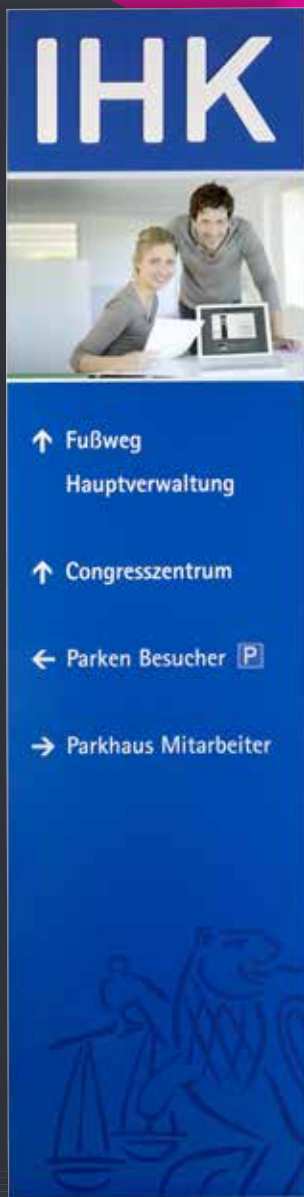 IHK
↑ Fußweg
Hauptverwaltung
↑ Congresszentrum
← Parken Besucher P
→ Parkhaus Mitarbeiter